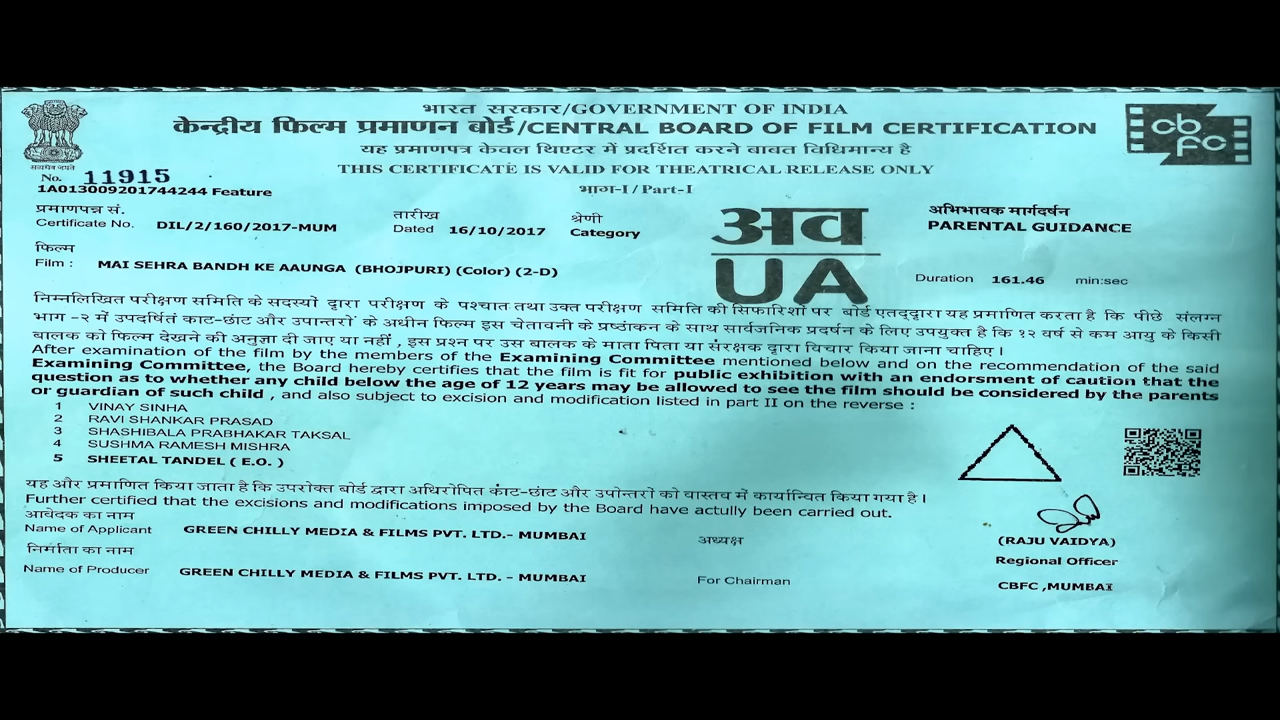 भारत सरकार/GOVERNMENT OF INDIA
केन्द्रीय फिल्म प्रमाणन बोर्ड/CENTRAL BOARD OF FILM CERTIFICATION
यह प्रमाणपत्र केवल थिएटर में प्रदर्शित करने बावत विधिमान्य है
THIS CERTIFICATE IS VALID FOR THEATRICAL RELEASE ONLY
cb
fc
सत्यमेव जयते
No. 11915
1A013009201744244 Feature
भाग-I / Part-I
प्रमाणपत्र सं. तारीख श्रेणी अव अभिभावक मार्गदर्षन
Certificate No. DIL/2/160/2017-MUM Dated 16/10/2017 Category PARENTAL GUIDANCE
फिल्म
Film : MAI SEHRA BANDH KE AAUNGA (BHOJPURI) (Color) (2-D) UA Duration 161.46 min:sec
निम्नलिखित परीक्षण समिति के सदस्यों द्वारा परीक्षण के पश्चात तथा उक्त परीक्षण समिति की सिफारिशों पर बोर्ड एतद्द्वारा यह प्रमाणित करता है कि पीछे संलग्न
भाग -२ में उपदर्षित काट-छाट और उपान्तरों के अधीन फिल्म इस चेतावनी के प्रष्ठांकन के साथ सार्वजनिक प्रदर्षन के लिए उपयुक्त है कि १२ वर्ष से कम आयु के किसी
बालक को फिल्म देखने की अनुज्ञा दी जाए या नहीं , इस प्रश्न पर उस बालक के माता पिता या संरक्षक द्वारा विचार किया जाना चाहिए ।
After examination of the film by the members of the Examining Committee mentioned below and on the recommendation of the said
Examining Committee, the Board hereby certifies that the film is fit for public exhibition with an endorsment of caution that the
question as to whether any child below the age of 12 years may be allowed to see the film should be considered by the parents
or guardian of such child , and also subject to excision and modification listed in part II on the reverse :
1 VINAY SINHA
2 RAVI SHANKAR PRASAD
3 SHASHIBALA PRABHAKAR TAKSAL
4 SUSHMA RAMESH MISHRA
5 SHEETAL TANDEL ( E.O. )
यह और प्रमाणित किया जाता है कि उपरोक्त बोर्ड द्वारा अधिरोपित कांट-छांट और उपोन्तरों को वास्तव में कार्यान्वित किया गया है ।
Further certified that the excisions and modifications imposed by the Board have actully been carried out.
आवेदक का नाम
Name of Applicant GREEN CHILLY MEDIA & FILMS PVT. LTD.- MUMBAI
अध्यक्ष (RAJU VAIDYA)
निर्माता का नाम
Regional Officer
Name of Producer GREEN CHILLY MEDIA & FILMS PVT. LTD. - MUMBAI
For Chairman CBFC ,MUMBAI